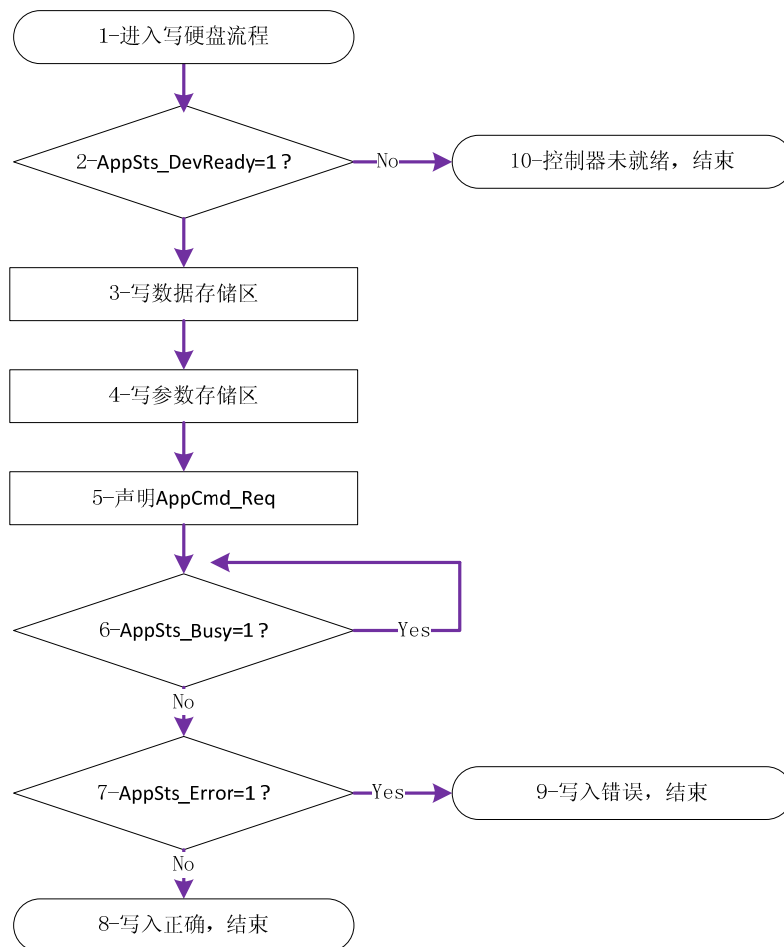 1-进入写硬盘流程
2-AppSts_DevReady=1？
No
10-控制器未就绪，结束
3-写数据存储区
4-写参数存储区
5-声明AppCmd_Req
6-AppSts_Busy=1？
Yes
No
7-AppSts_Error=1？
Yes
9-写入错误，结束
No
8-写入正确，结束